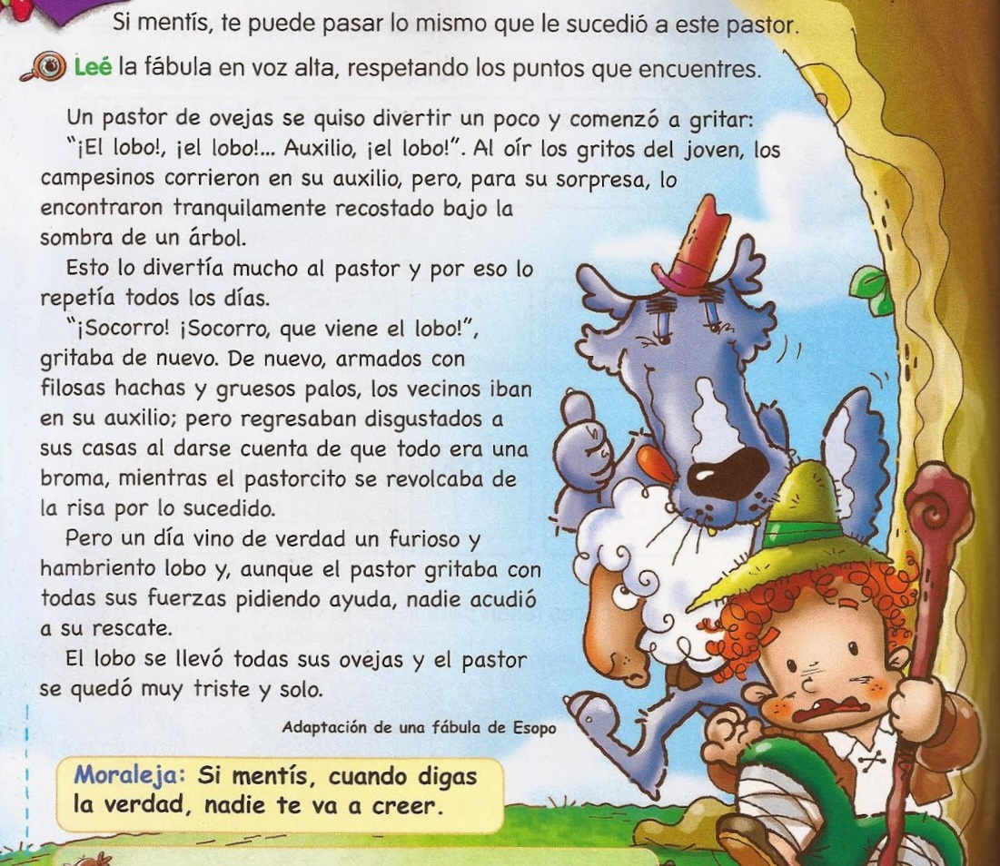 Si mentís, te puede pasar lo mismo que le sucedió a este pastor.
Leé la fábula en voz alta, respetando los puntos que encuentres.
Un pastor de ovejas se quiso divertir un poco y comenzó a gritar:
“¡El lobo!, ¡el lobo!... Auxilio, ¡el lobo!”. Al oír los gritos del joven, los
campesinos corrieron en su auxilio, pero, para su sorpresa, lo
encontraron tranquilamente recostado bajo la
sombra de un árbol.
Esto lo divertía mucho al pastor y por eso lo
repetía todos los días.
“¡Socorro! ¡Socorro, que viene el lobo!”,
gritaba de nuevo. De nuevo, armados con
filosas hachas y gruesos palos, los vecinos iban
en su auxilio; pero regresaban disgustados a
sus casas al darse cuenta de que todo era una
broma, mientras el pastorcito se revolcaba de
la risa por lo sucedido.
Pero un día vino de verdad un furioso y
hambriento lobo y, aunque el pastor gritaba con
todas sus fuerzas pidiendo ayuda, nadie acudió
a su rescate.
El lobo se llevó todas sus ovejas y el pastor
se quedó muy triste y solo.
Adaptación de una fábula de Esopo
Moraleja: Si mentís, cuando digas
la verdad, nadie te va a creer.